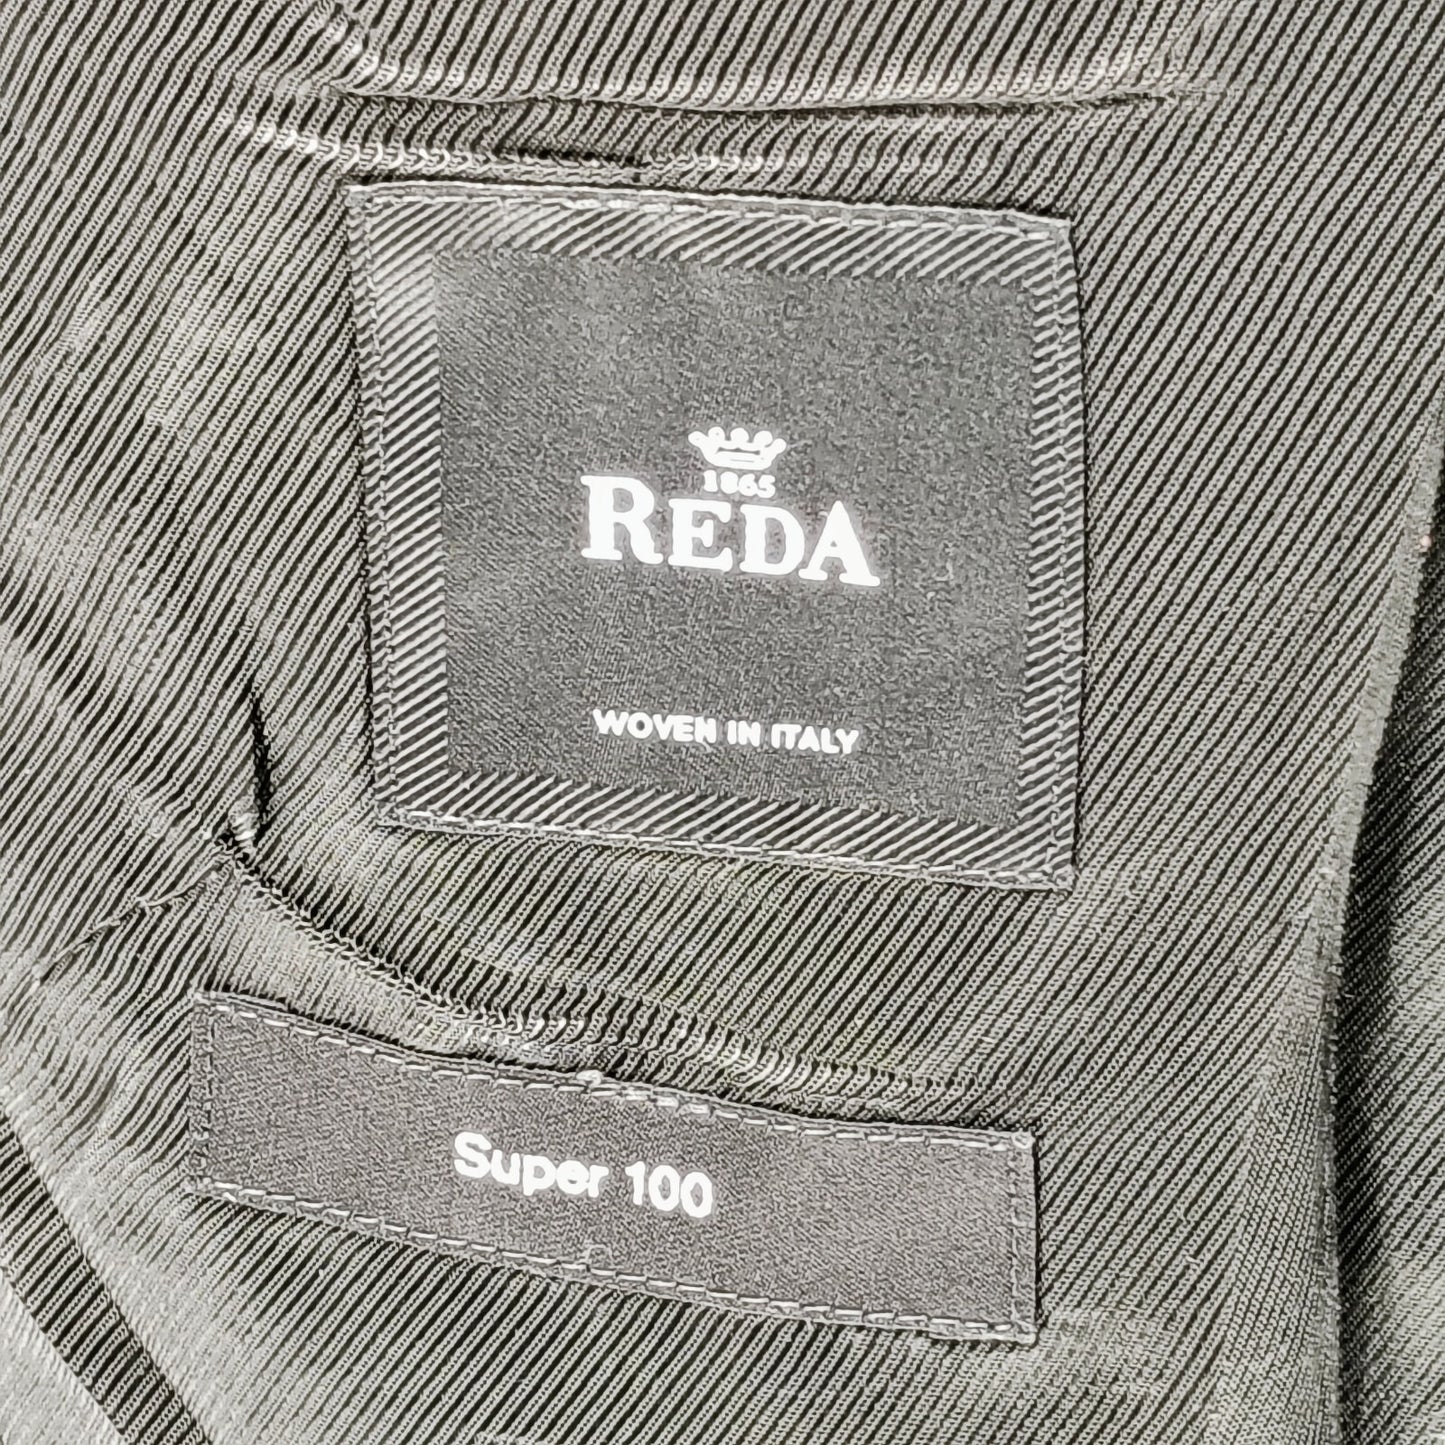 1865
REDA
WOVEN IN ITALY
Super 100